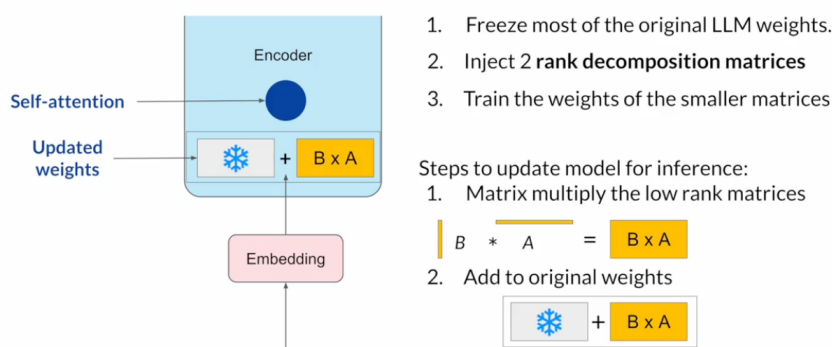 Encoder
Self-attention
Updated
weights
+ B x A
Embedding
1. Freeze most of the original LLM weights.
2. Inject 2 rank decomposition matrices
3. Train the weights of the smaller matrices
Steps to update model for inference:
1. Matrix multiply the low rank matrices
B * A = B x A
2. Add to original weights
+ B x A